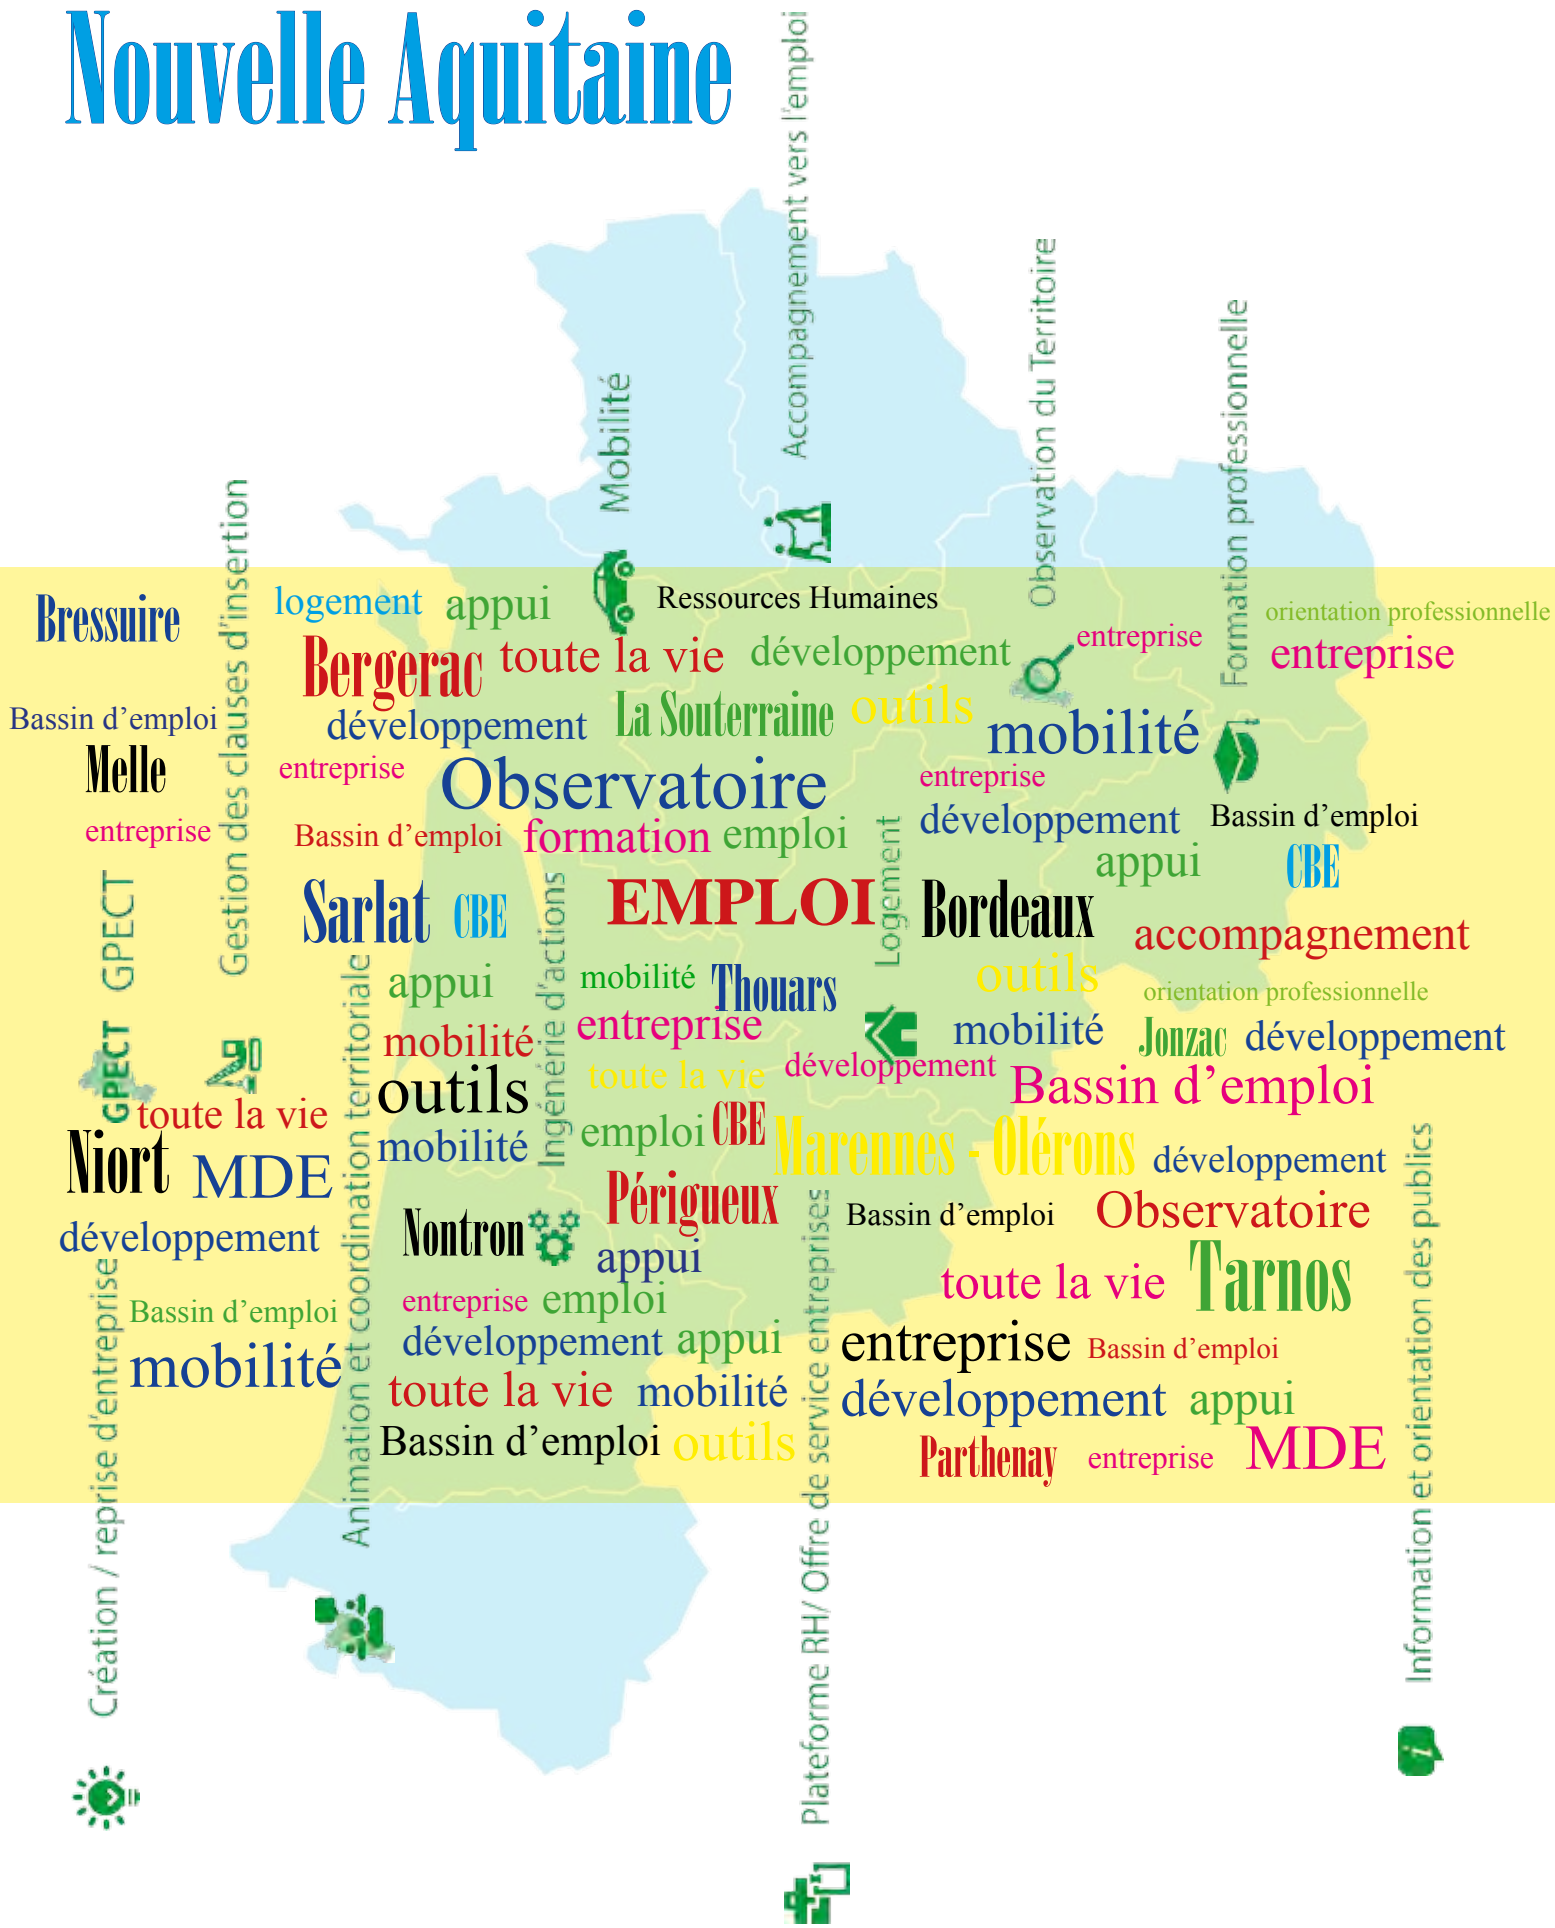 Nouvelle Aquitaine
Accompagnement vers l'emploi
Observation du Territoire
Formation professionnelle
Mobilité
Gestion des clauses d'insertion
Bressuire
logement
appui
Ressources Humaines
orientation professionnelle
entreprise
Bergerac
toute la vie
développement
entreprise
Bassin d’emploi
développement
La Souterraine
outils
mobilité
Melle
entreprise
Observatoire
entreprise
entreprise
Bassin d’emploi
formation
emploi
développement
Bassin d’emploi
appui
CBE
GPECT
Sarlat
CBE
Ingénérie d'actions
EMPLOI
Logement
Bordeaux
accompagnement
appui
mobilité
Thouars
outils
orientation professionnelle
GPECT
mobilité
entreprise
mobilité
Jonzac
développement
toute la vie
développement
Bassin d’emploi
outils
toute la vie
Animation et coordination territoriale
mobilité
emploi
CBE
Marennes - Olérons
développement
Niort
MDE
Périgueux
Bassin d’emploi
Observatoire
développement
Nontron
appui
toute la vie
Tarnos
Bassin d’emploi
entreprise
emploi
mobilité
développement
appui
entreprise
Bassin d’emploi
toute la vie
mobilité
développement
appui
Bassin d’emploi
outils
Parthenay
entreprise
MDE
Création / reprise d'entreprise
Plateforme RH/ Offre de service entreprises
Information et orientation des publics
i